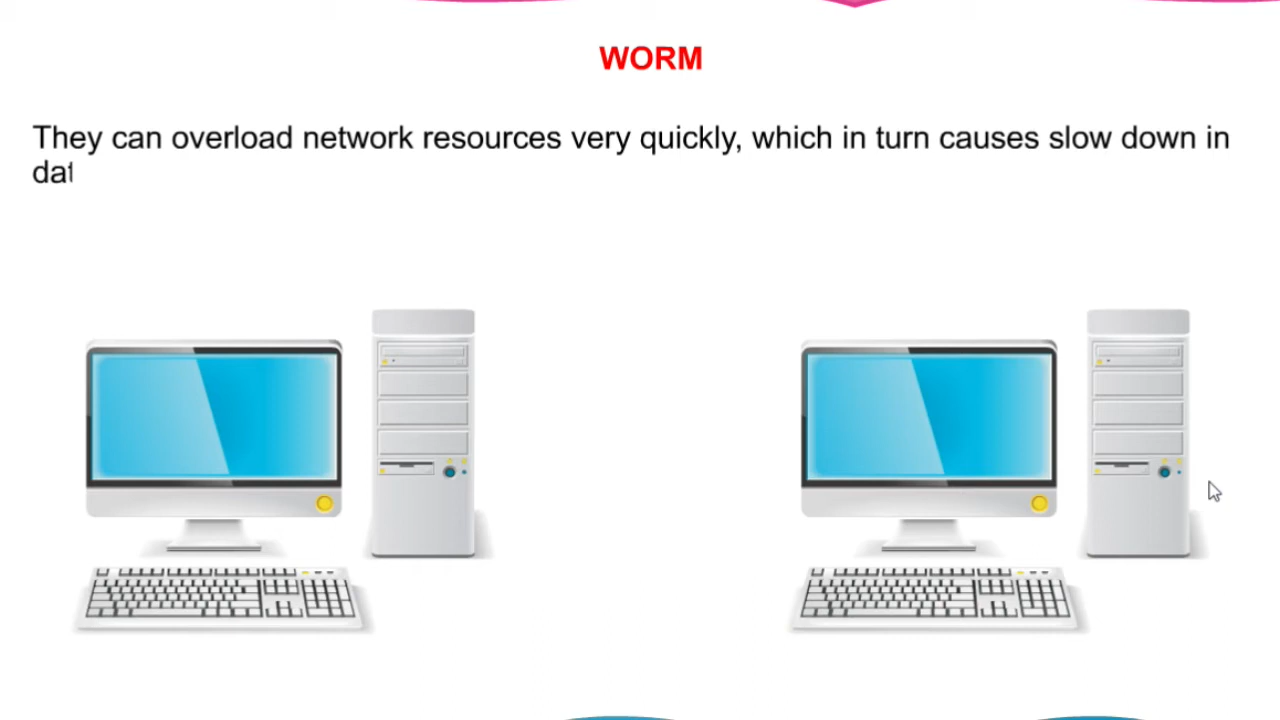 WORM
They can overload network resources very quickly, which in turn causes slow down in
dat